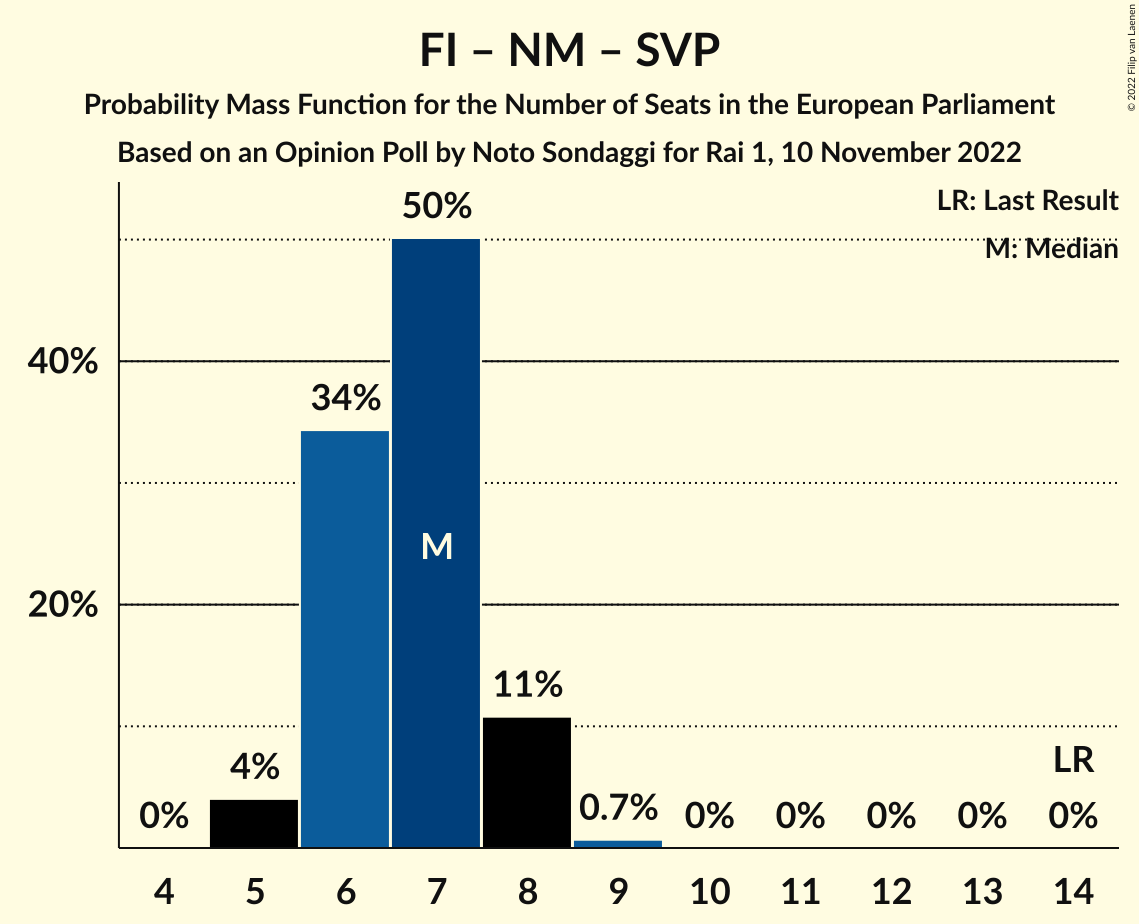 FI – NM – SVP
Probability Mass Function for the Number of Seats in the European Parliament
Based on an Opinion Poll by Noto Sondaggi for Rai 1, 10 November 2022
© 2022 Filip van Laenen
LR: Last Result
M: Median
50%
40%
34%
M
20%
11%
4%
LR
0%
0.7%
0%
0%
0%
0%
0%
4 5 6 7 8 9 10 11 12 13 14